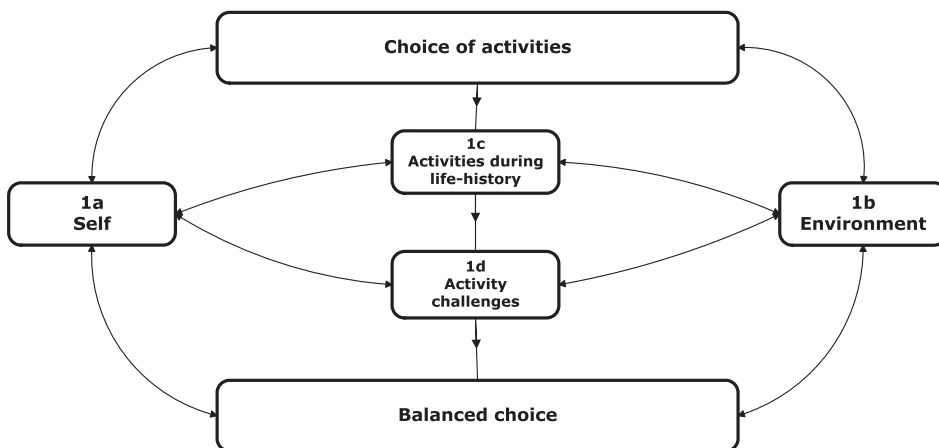 Choice of activities
1c
Activities during
life-history
1a
Self
1b
Environment
1d
Activity
challenges
Balanced choice